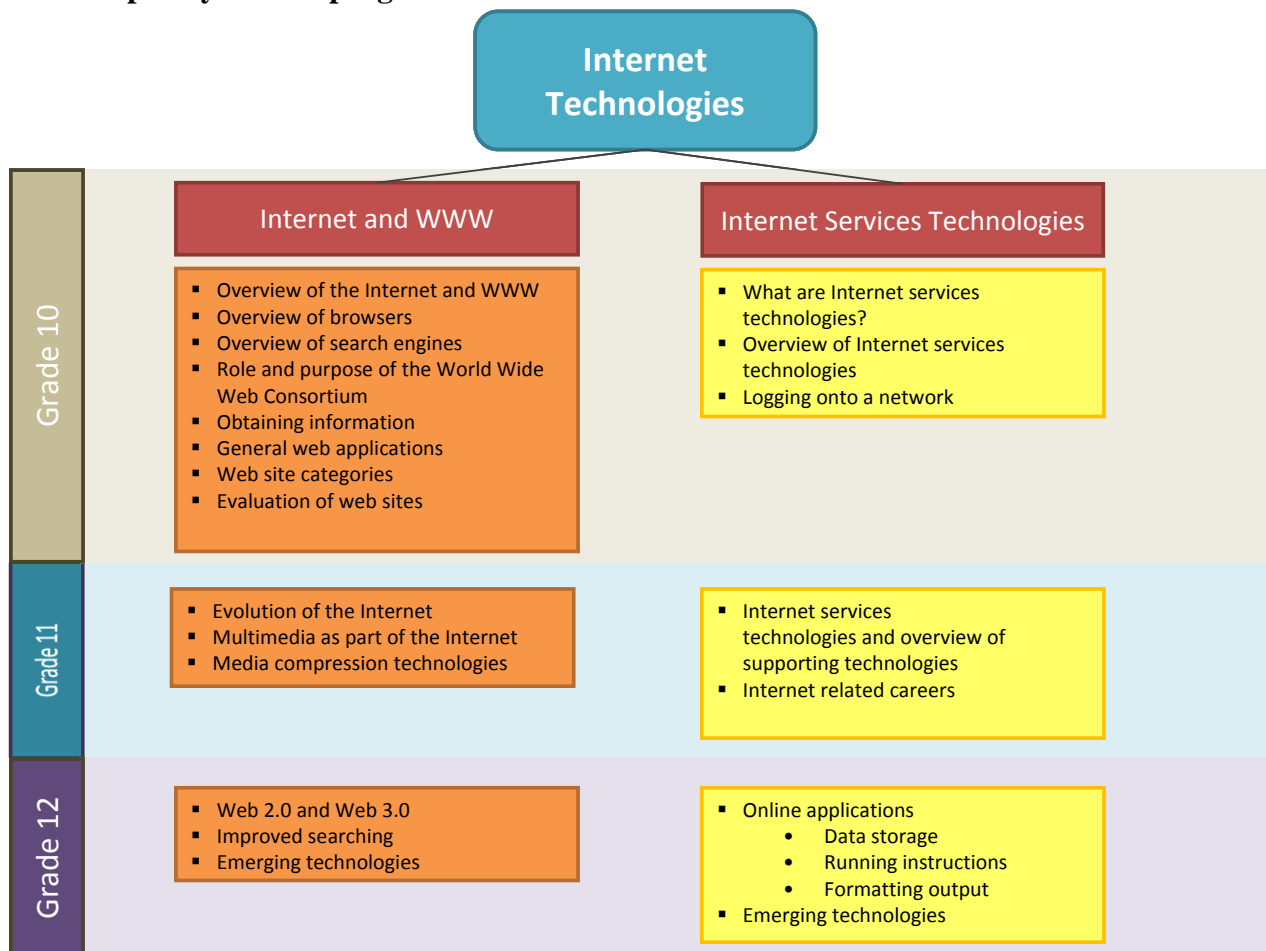 Internet
Technologies
Grade 10
Internet and WWW
▪ Overview of the Internet and WWW
▪ Overview of browsers
▪ Overview of search engines
▪ Role and purpose of the World Wide
Web Consortium
▪ Obtaining information
▪ General web applications
▪ Web site categories
▪ Evaluation of web sites
Internet Services Technologies
▪ What are Internet services
technologies?
▪ Overview of Internet services
technologies
▪ Logging onto a network
Grade 11
▪ Evolution of the Internet
▪ Multimedia as part of the Internet
▪ Media compression technologies
▪ Internet services
technologies and overview of
supporting technologies
▪ Internet related careers
Grade 12
▪ Web 2.0 and Web 3.0
▪ Improved searching
▪ Emerging technologies
▪ Online applications
• Data storage
• Running instructions
• Formatting output
▪ Emerging technologies